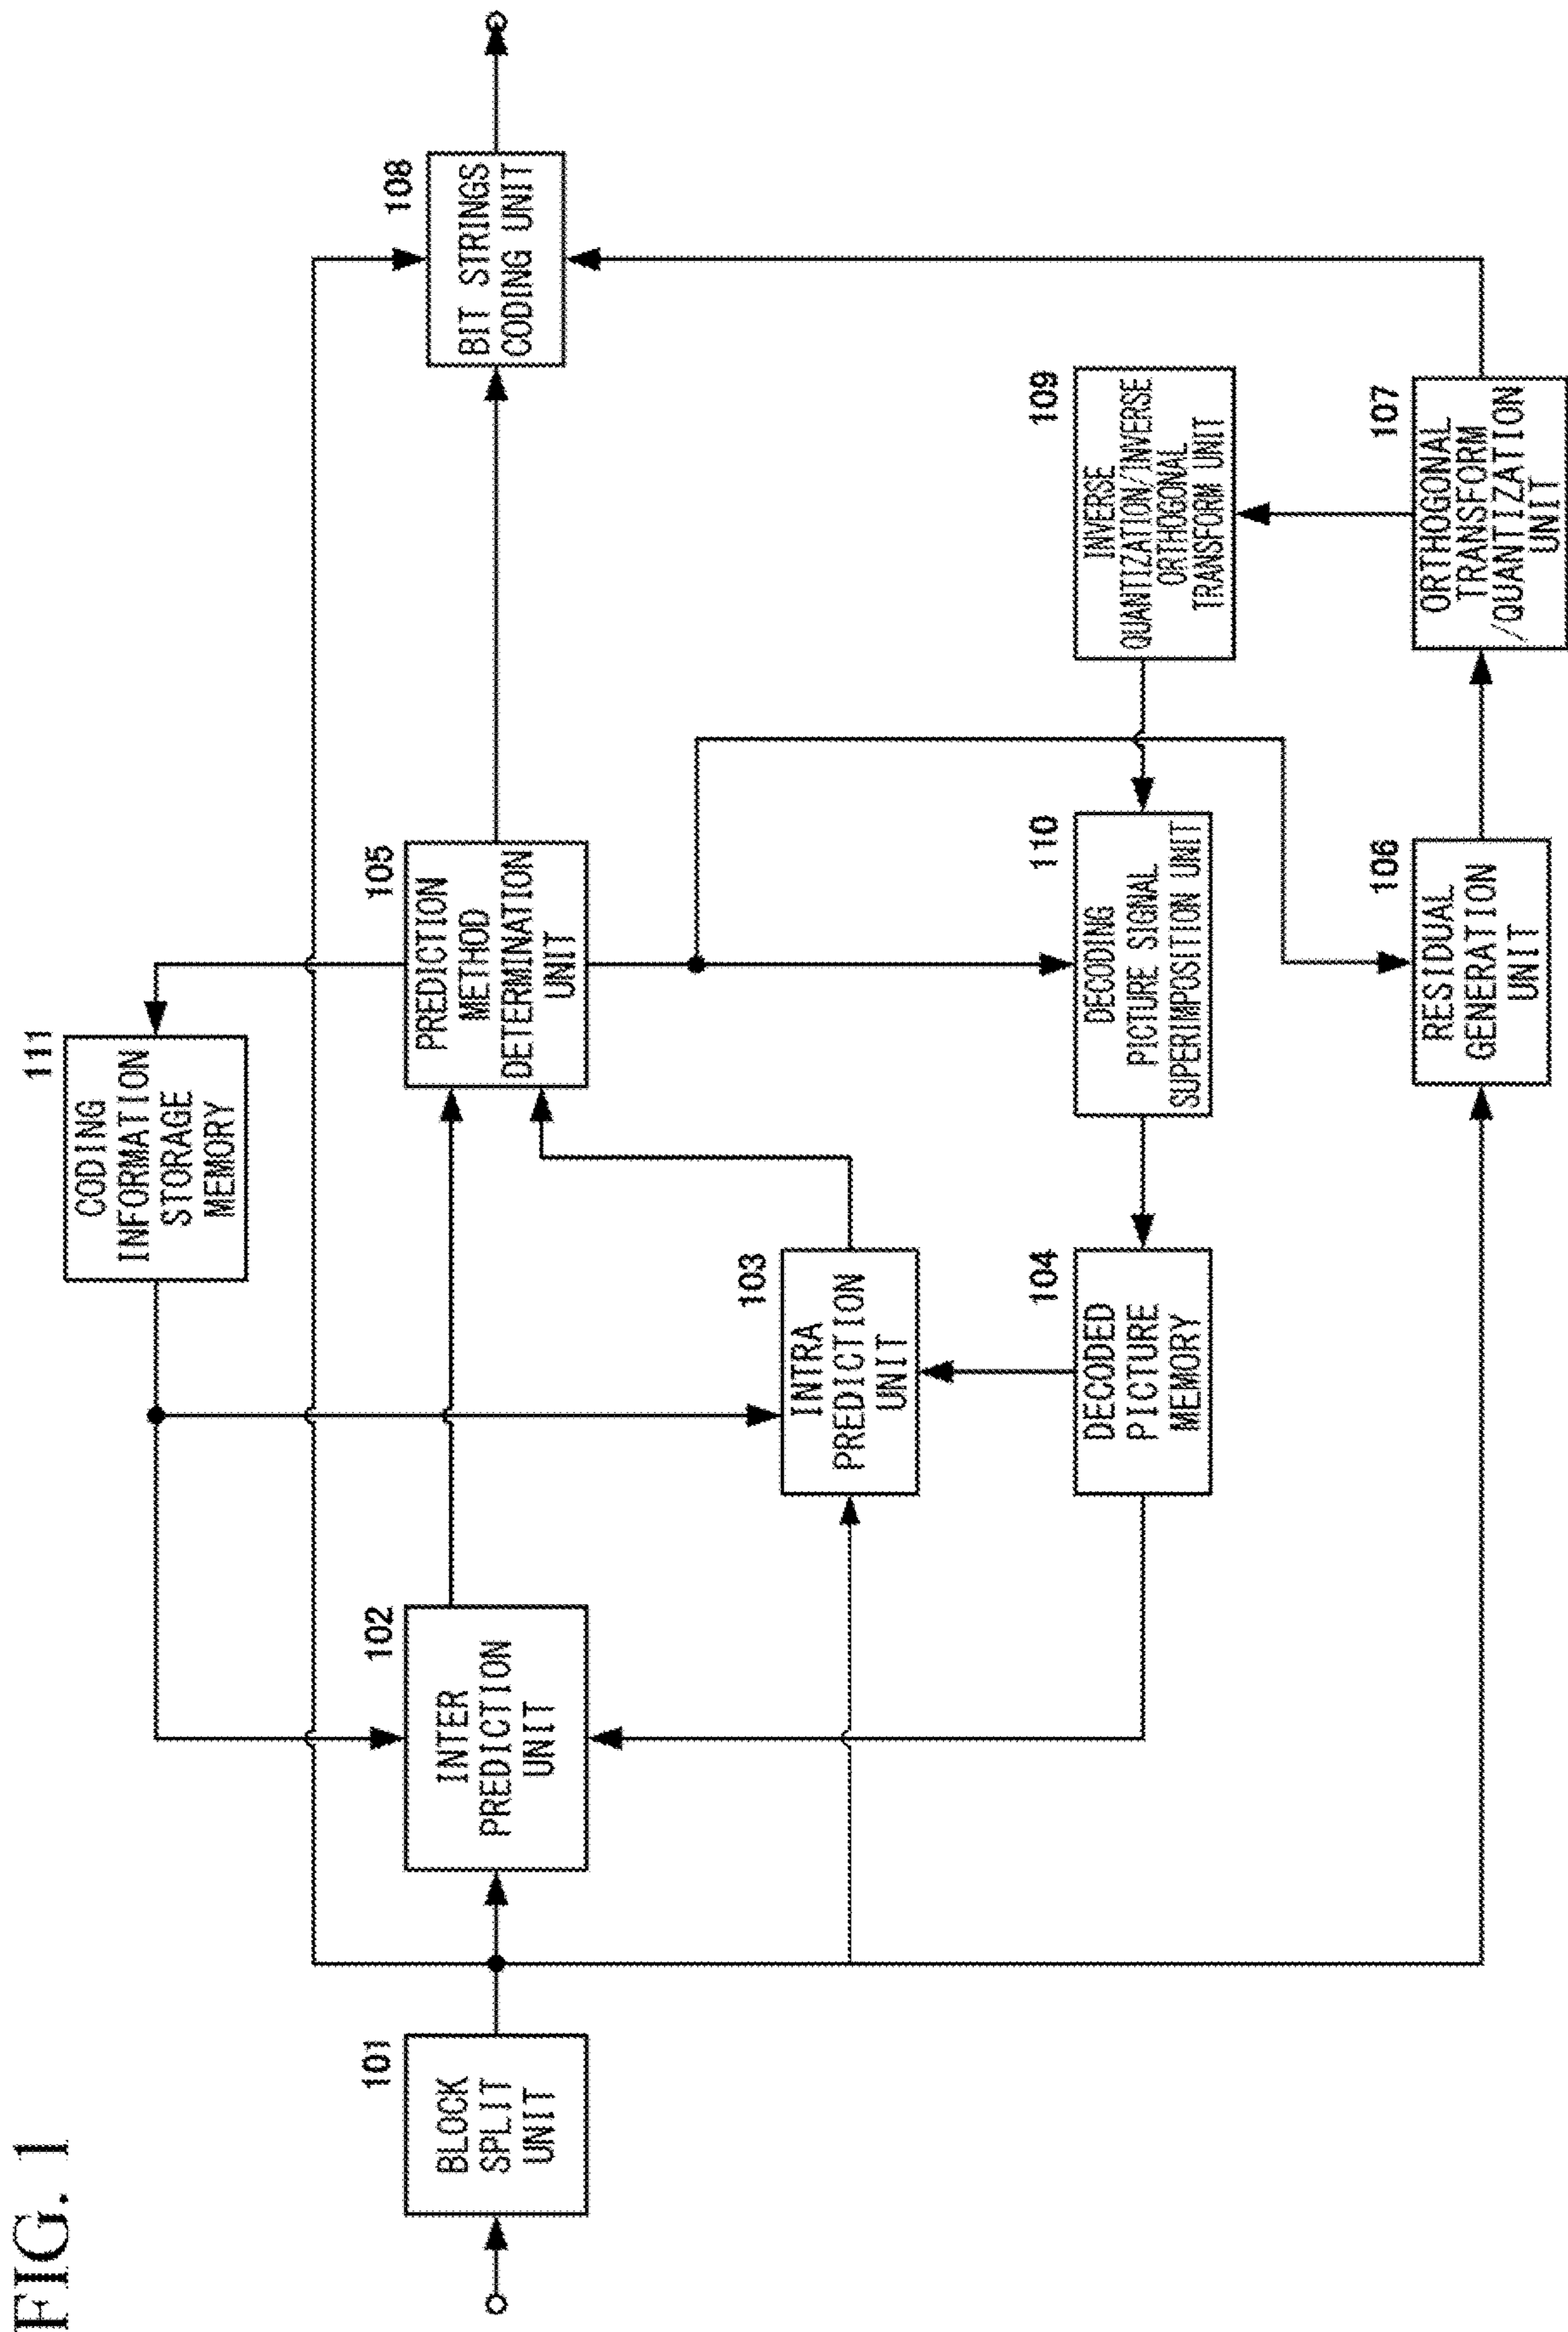 FIG. 1
111
CODING
INFORMATION
STORAGE
MEMORY
101
BLOCK
SPLIT
UNIT
102
INTER
PREDICTION
UNIT
105
PREDICTION
METHOD
DETERMINATION
UNIT
108
BIT STRINGS
CODING UNIT
103
INTRA
PREDICTION
UNIT
104
DECODED
PICTURE
MEMORY
110
DECODING
PICTURE SIGNAL
SUPERIMPOSITION UNIT
109
INVERSE
QUANTIZATION/INVERSE
ORTHOGONAL
TRANSFORM UNIT
106
RESIDUAL
GENERATION
UNIT
107
ORTHOGONAL
TRANSFORM
/QUANTIZATION
UNIT